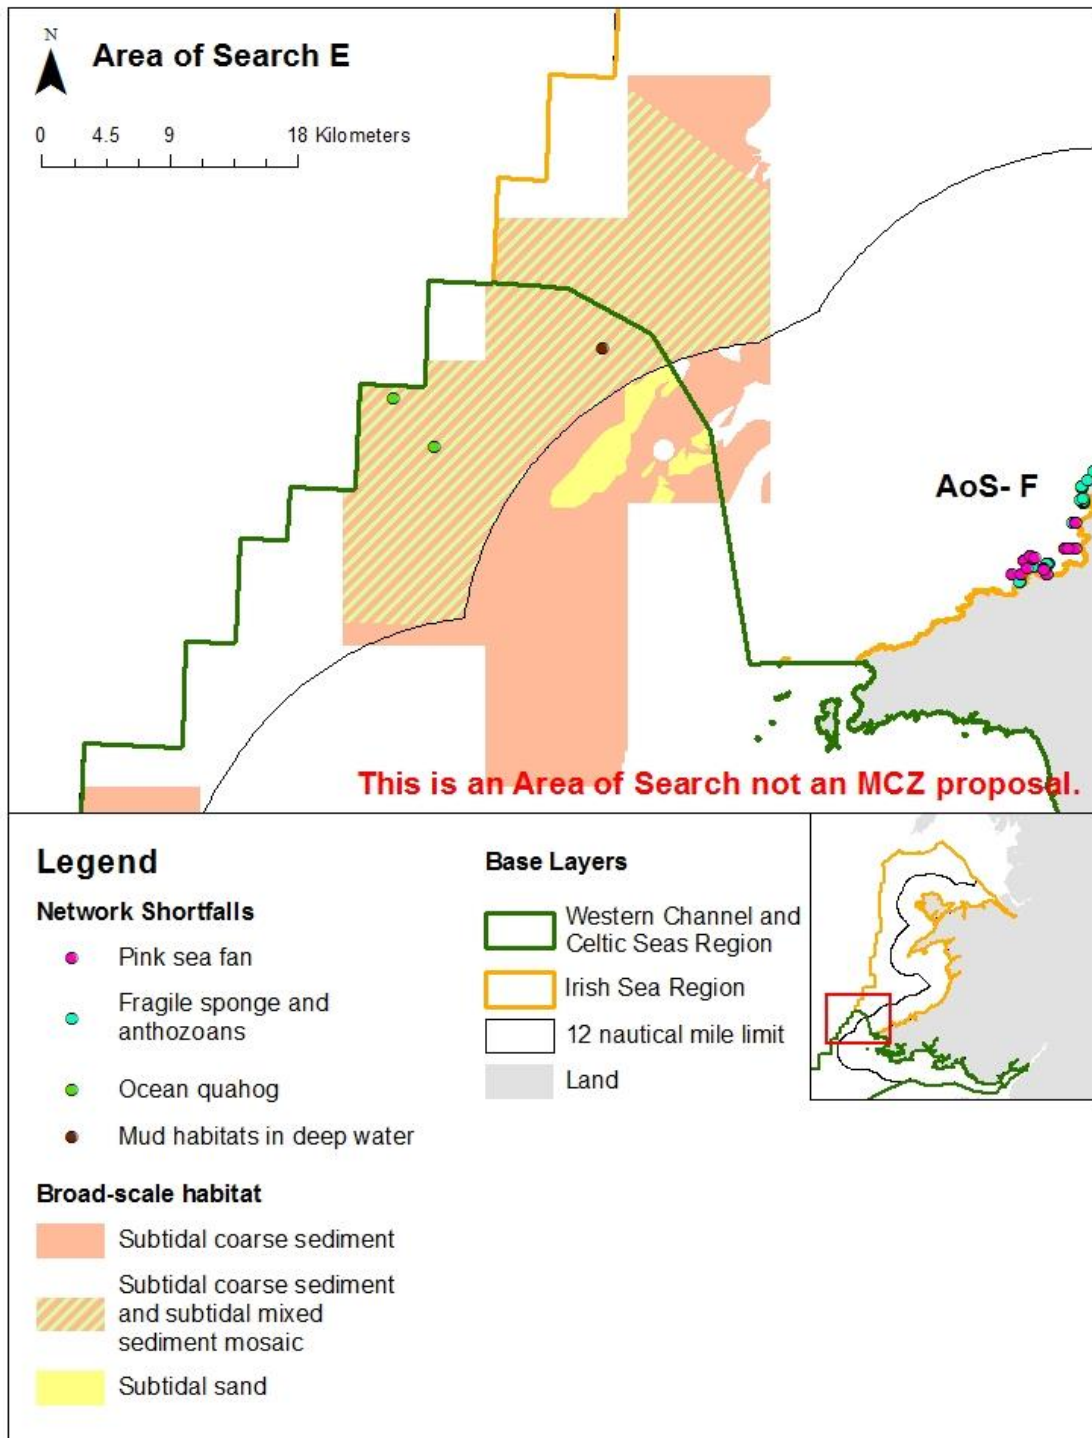 N
Area of Search E
0 4.5 9 18 Kilometers
AoS- F
This is an Area of Search not an MCZ proposal.
Legend
Network Shortfalls
Pink sea fan
Fragile sponge and
anthozoans
Ocean quahog
Mud habitats in deep water
Broad-scale habitat
Subtidal coarse sediment
Subtidal coarse sediment
and subtidal mixed
sediment mosaic
Subtidal sand
Base Layers
Western Channel and
Celtic Seas Region
Irish Sea Region
12 nautical mile limit
Land